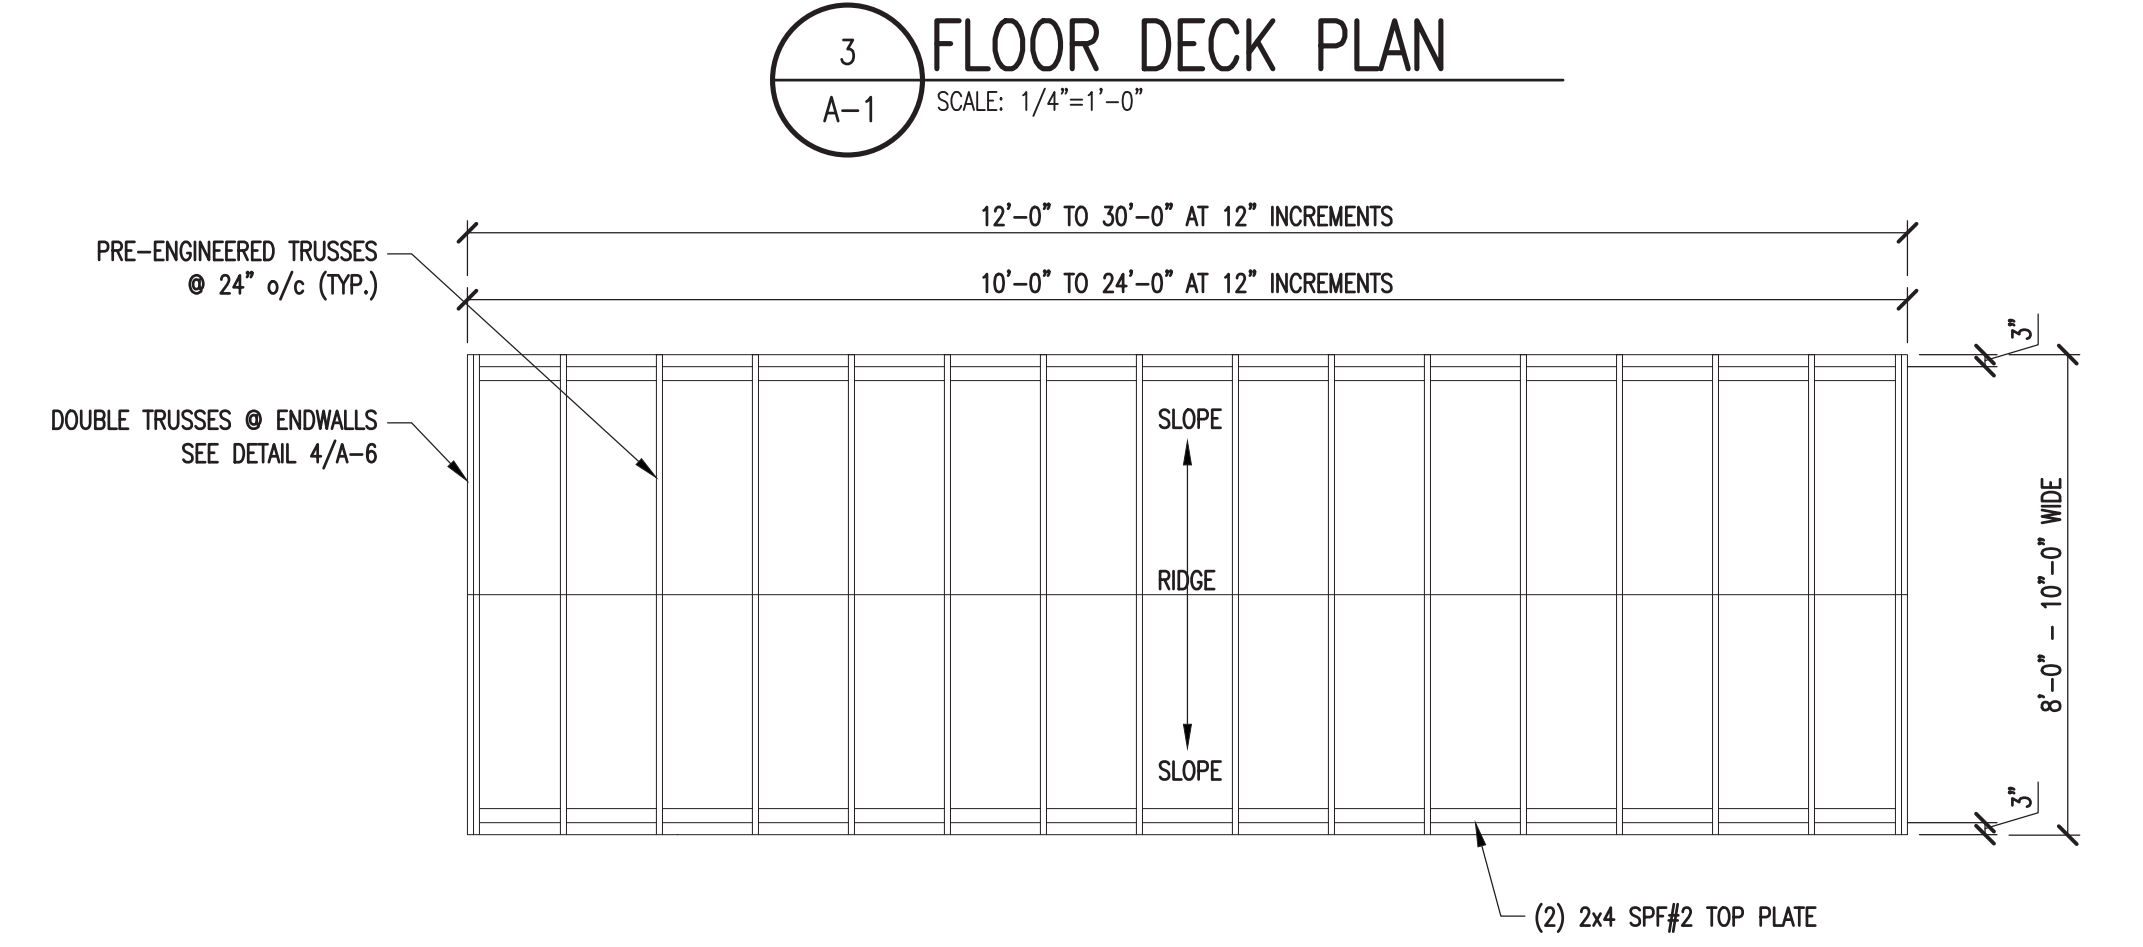 3
A-1
FLOOR DECK PLAN
SCALE: 1/4"=1'-0"
12'-0" TO 30'-0" AT 12" INCREMENTS
10'-0" TO 24'-0" AT 12" INCREMENTS
PRE-ENGINEERED TRUSSES
@ 24" o/c (TYP.)
DOUBLE TRUSSES @ ENDWALLS
SEE DETAIL 4/A-6
SLOPE
RIDGE
SLOPE
3"
8'-0" - 10"-0" WIDE
3"
(2) 2x4 SPF#2 TOP PLATE